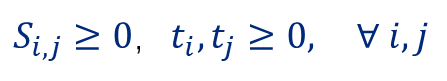 S_{i,j} ≥ 0, t_i, t_j ≥ 0, ∀ i, j